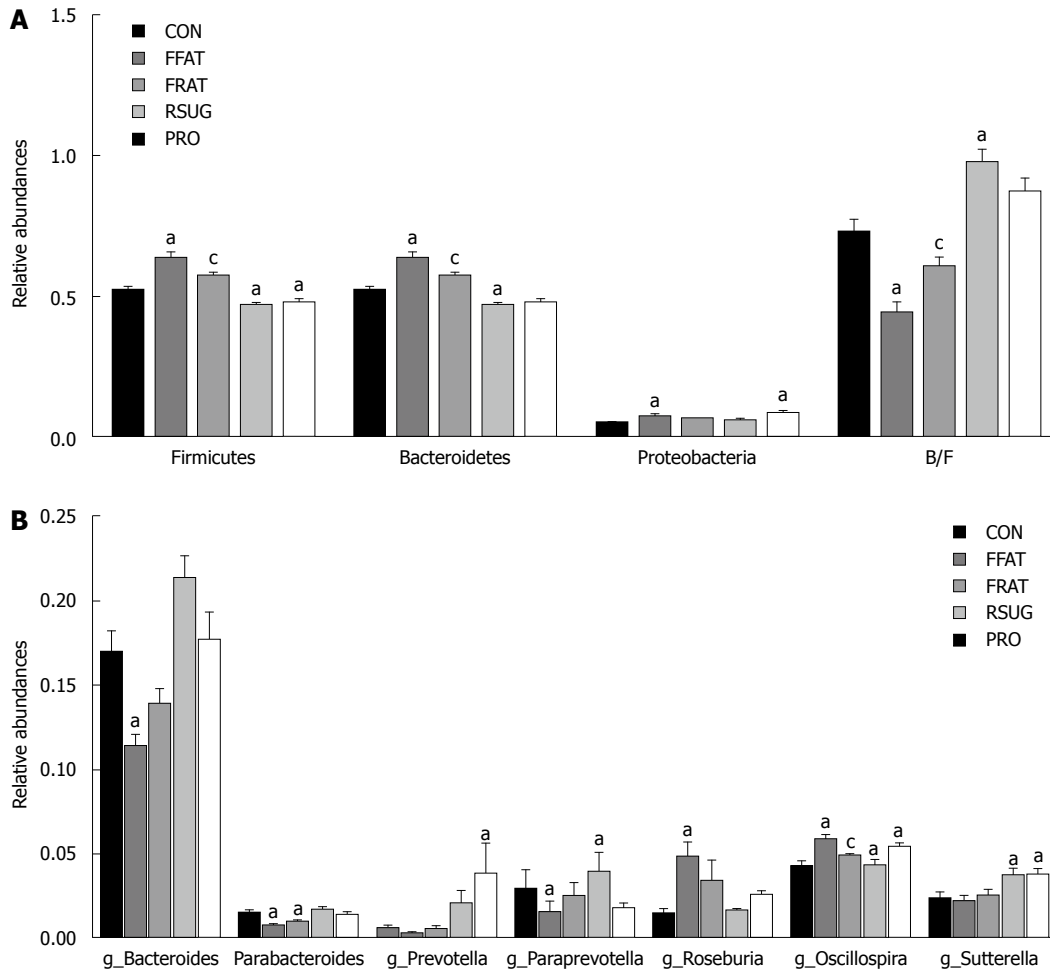 A
1.5
CON
FFAT
FRAT
RSUG
PRO
1.0
0.5
0.0
Relative abundances
a c a a
a c a
a a
a c a
Firmicutes Bacteroidetes Proteobacteria B/F
B
0.25
CON
FFAT
FRAT
RSUG
PRO
0.20
0.15
0.10
0.05
0.00
Relative abundances
a
a a
a
a a
a
a c a a
a a
g_Bacteroides Parabacteroides g_Prevotella g_Paraprevotella g_Roseburia g_Oscillospira g_Sutterella